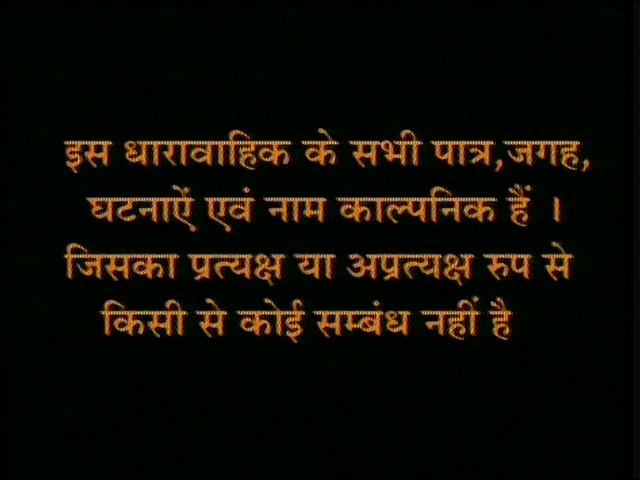 इस धारावाहिक के सभी पात्र,जगह,
घटनाऐं एवं नाम काल्पनिक हैं ।
जिसका प्रत्यक्ष या अप्रत्यक्ष रुप से
किसी से कोई सम्बंध नहीं है